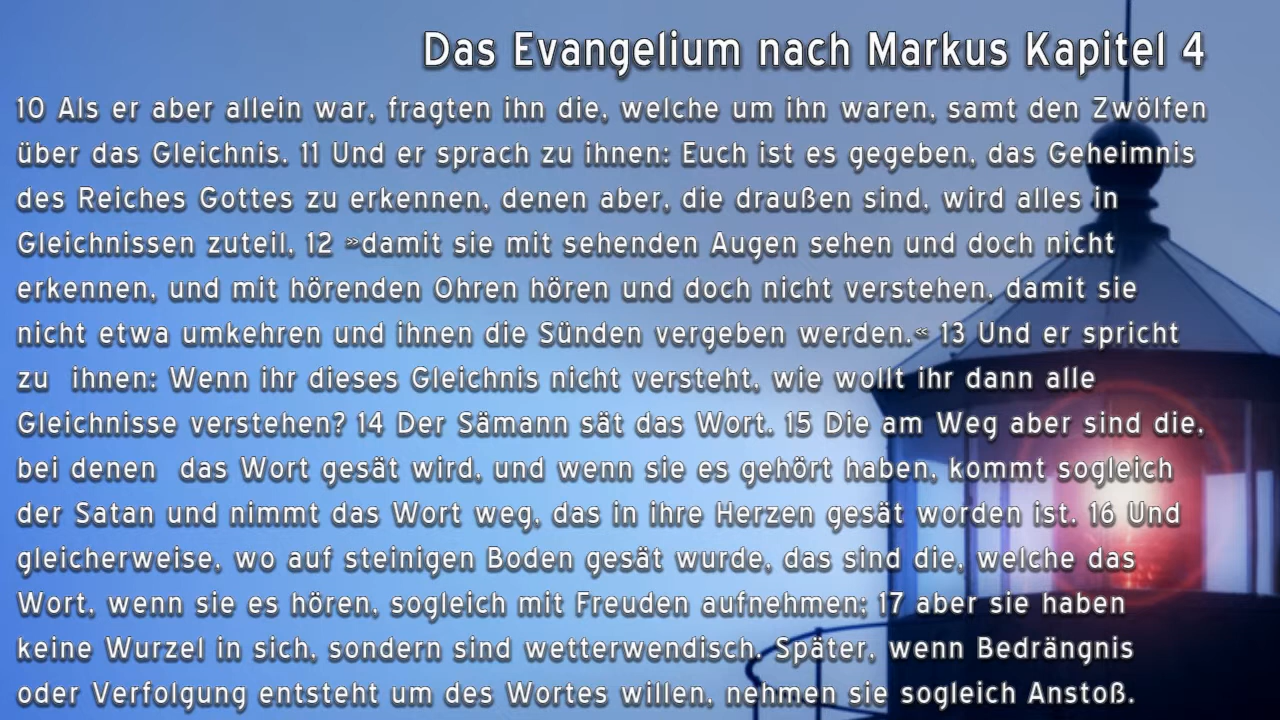 Das Evangelium nach Markus Kapitel 4
10 Als er aber allein war, fragten ihn die, welche um ihn waren, samt den Zwölfen
über das Gleichnis. 11 Und er sprach zu ihnen: Euch ist es gegeben, das Geheimnis
des Reiches Gottes zu erkennen, denen aber, die draußen sind, wird alles in
Gleichnissen zuteil, 12 »damit sie mit sehenden Augen sehen und doch nicht
erkennen, und mit hörenden Ohren hören und doch nicht verstehen, damit sie
nicht etwa umkehren und ihnen die Sünden vergeben werden.« 13 Und er spricht
zu ihnen: Wenn ihr dieses Gleichnis nicht versteht, wie wollt ihr dann alle
Gleichnisse verstehen? 14 Der Sämann sät das Wort. 15 Die am Weg aber sind die,
bei denen das Wort gesät wird, und wenn sie es gehört haben, kommt sogleich
der Satan und nimmt das Wort weg, das in ihre Herzen gesät worden ist. 16 Und
gleicherweise, wo auf steinigen Boden gesät wurde, das sind die, welche das
Wort, wenn sie es hören, sogleich mit Freuden aufnehmen; 17 aber sie haben
keine Wurzel in sich, sondern sind wetterwendisch. Später, wenn Bedrängnis
oder Verfolgung entsteht um des Wortes willen, nehmen sie sogleich Anstoß.